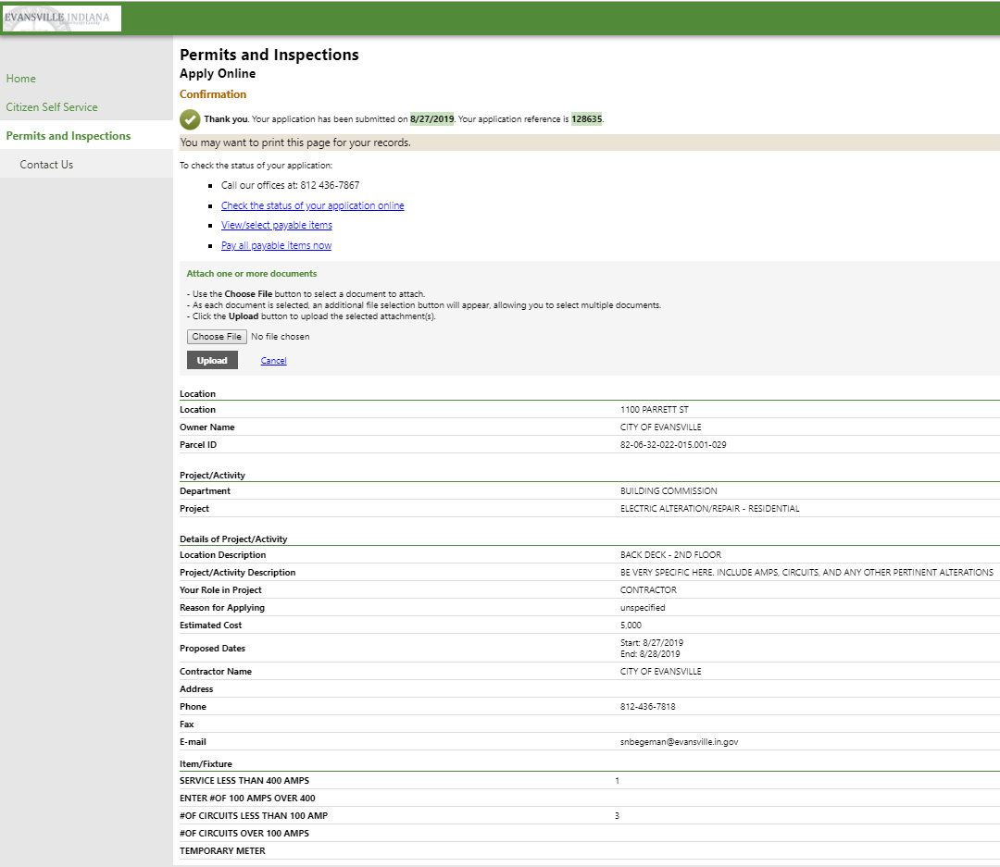 EVANSVILLE INDIANA
Permits and Inspections
Apply Online
Home
Citizen Self Service
Permits and Inspections
Contact Us
Confirmation
Thank you. Your application has been submitted on 8/27/2019. Your application reference is 128635.
You may want to print this page for your records.
To check the status of your application:
Call our offices at: 812 436-7867
Check the status of your application online
View/select payable items
Pay all payable items now
Attach one or more documents
- Use the Choose File button to select a document to attach.
- As each document is selected, an additional file selection button will appear, allowing you to select multiple documents.
- Click the Upload button to upload the selected attachment(s).
Choose File No file chosen
Upload Cancel
Location
Location 1100 PARRETT ST
Owner Name CITY OF EVANSVILLE
Parcel ID 82-06-32-022-015.001-029
Project/Activity
Department BUILDING COMMISSION
Project ELECTRIC ALTERATION/REPAIR - RESIDENTIAL
Details of Project/Activity
Location Description BACK DECK - 2ND FLOOR
Project/Activity Description BE VERY SPECIFIC HERE. INCLUDE AMPS, CIRCUITS, AND ANY OTHER PERTINENT ALTERATIONS
Your Role in Project CONTRACTOR
Reason for Applying unspecified
Estimated Cost 5,000
Proposed Dates Start: 8/27/2019
End: 8/28/2019
Contractor Name CITY OF EVANSVILLE
Address
Phone 812-436-7818
Fax
E-mail snbegeman@evansville.in.gov
Item/Fixture
SERVICE LESS THAN 400 AMPS 1
ENTER #OF 100 AMPS OVER 400
#OF CIRCUITS LESS THAN 100 AMP 3
#OF CIRCUITS OVER 100 AMPS
TEMPORARY METER